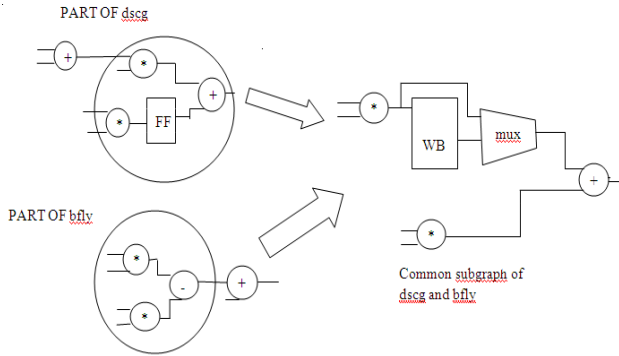 PART OF dscg
+
*
+
*
FF
PART OF bfly
*
-
+
*
*
WB
mux
+
*
Common subgraph of
dscg and bfly